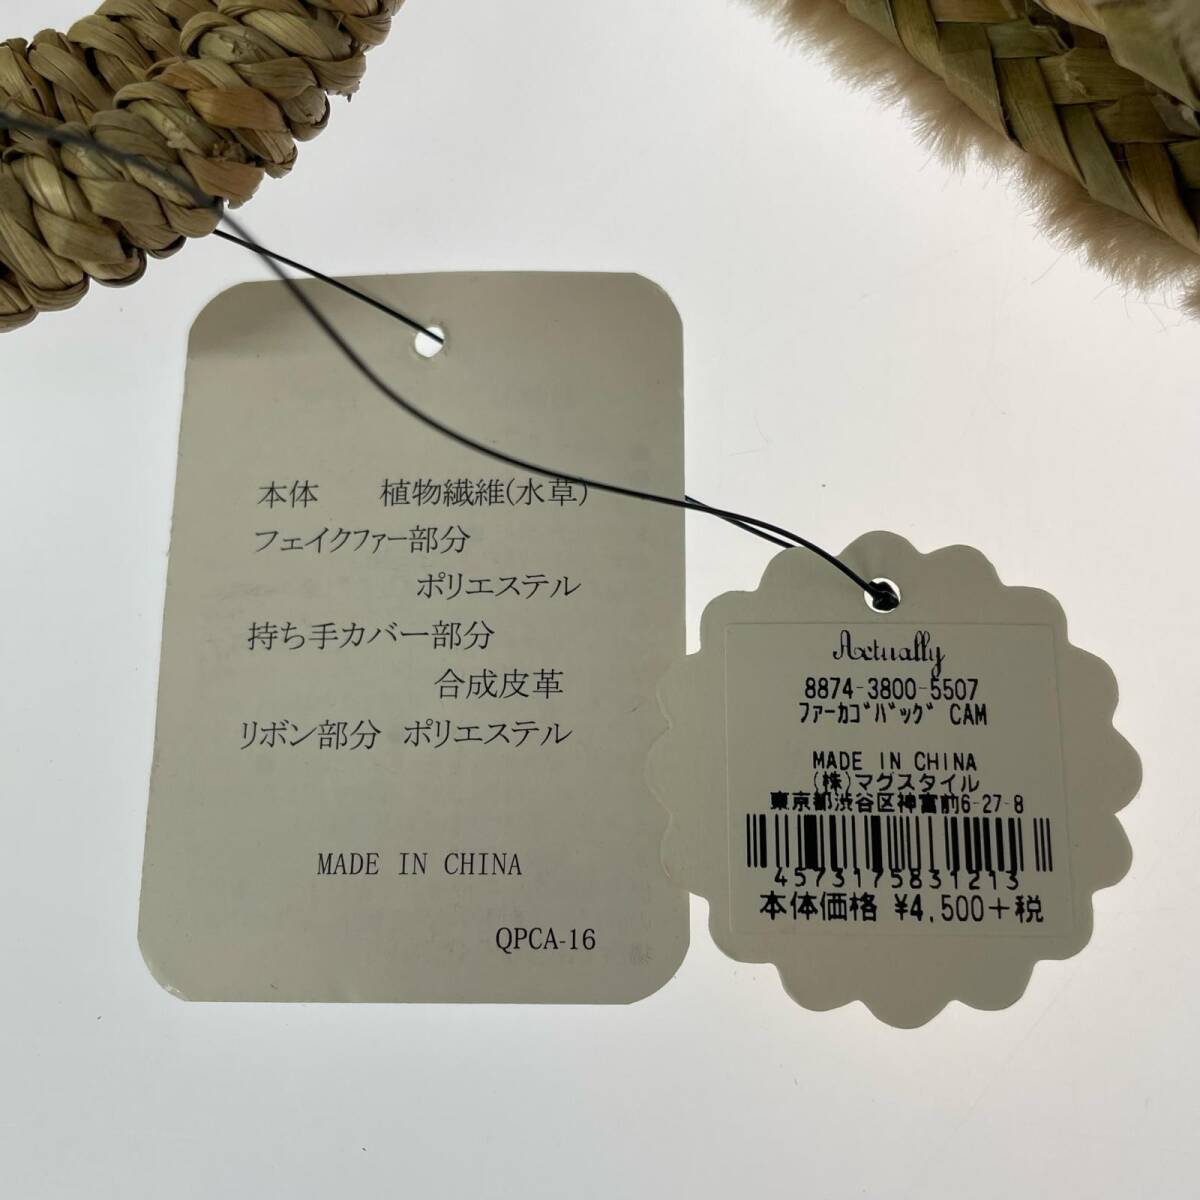 本体 植物繊維(水草)
フェイクファー部分
ポリエステル
持ち手カバー部分
合成皮革
リボン部分 ポリエステル
MADE IN CHINA
QPCA-16
Actually
8874-3800-5507
ﾌｧｰｶｺﾞﾊﾞｯｸﾞ CAM
MADE IN CHINA
(株)マグスタイル
東京都渋谷区神宮前6-27-8
4573175831213
本体価格 ¥4,500+税